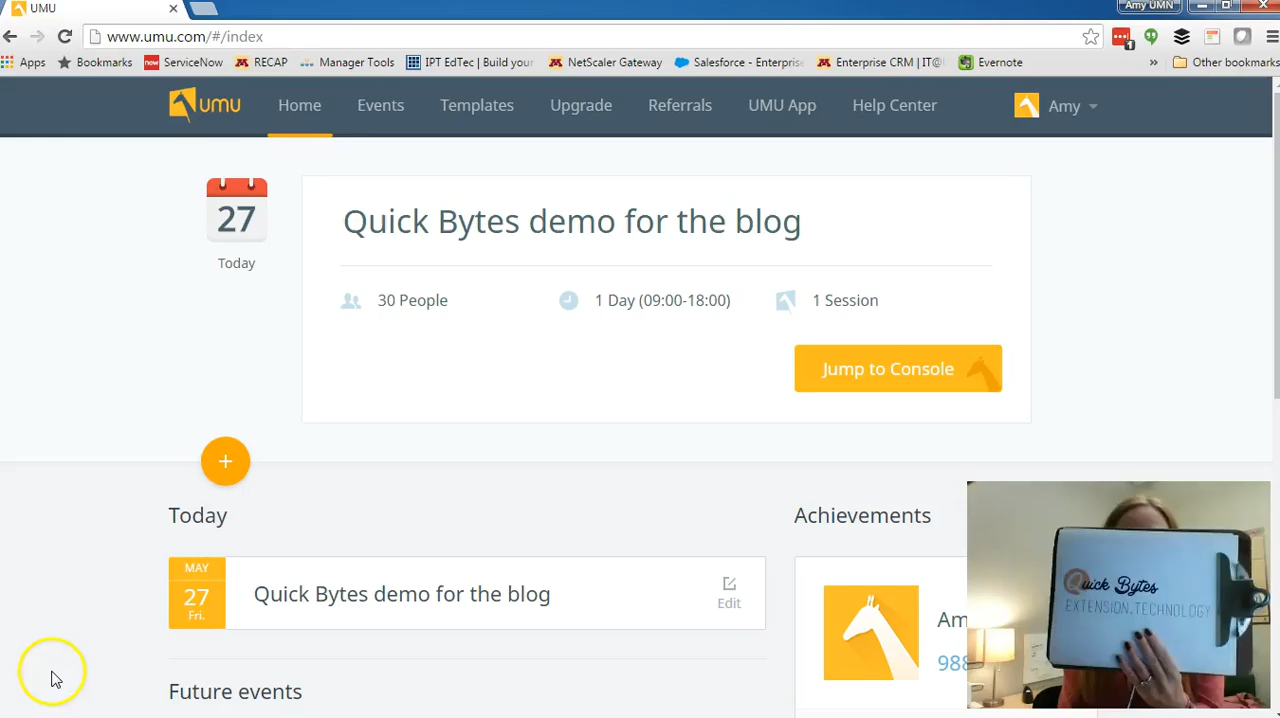 UMU
Amy UMN
www.umu.com/#/index
1
Apps
Bookmarks
now ServiceNow
RECAP
Manager Tools
IPT EdTec | Build your
NetScaler Gateway
Salesforce - Enterprise
Enterprise CRM | IT@
Evernote
»
Other bookmarks
UMU
Home
Events
Templates
Upgrade
Referrals
UMU App
Help Center
Amy
27
Today
Quick Bytes demo for the blog
30 People
1 Day (09:00-18:00)
1 Session
Jump to Console
+
Today
MAY
27
Fri.
Quick Bytes demo for the blog
Edit
Future events
Achievements
Am
988
Quick Bytes
EXTENSION.TECHNOLOGY